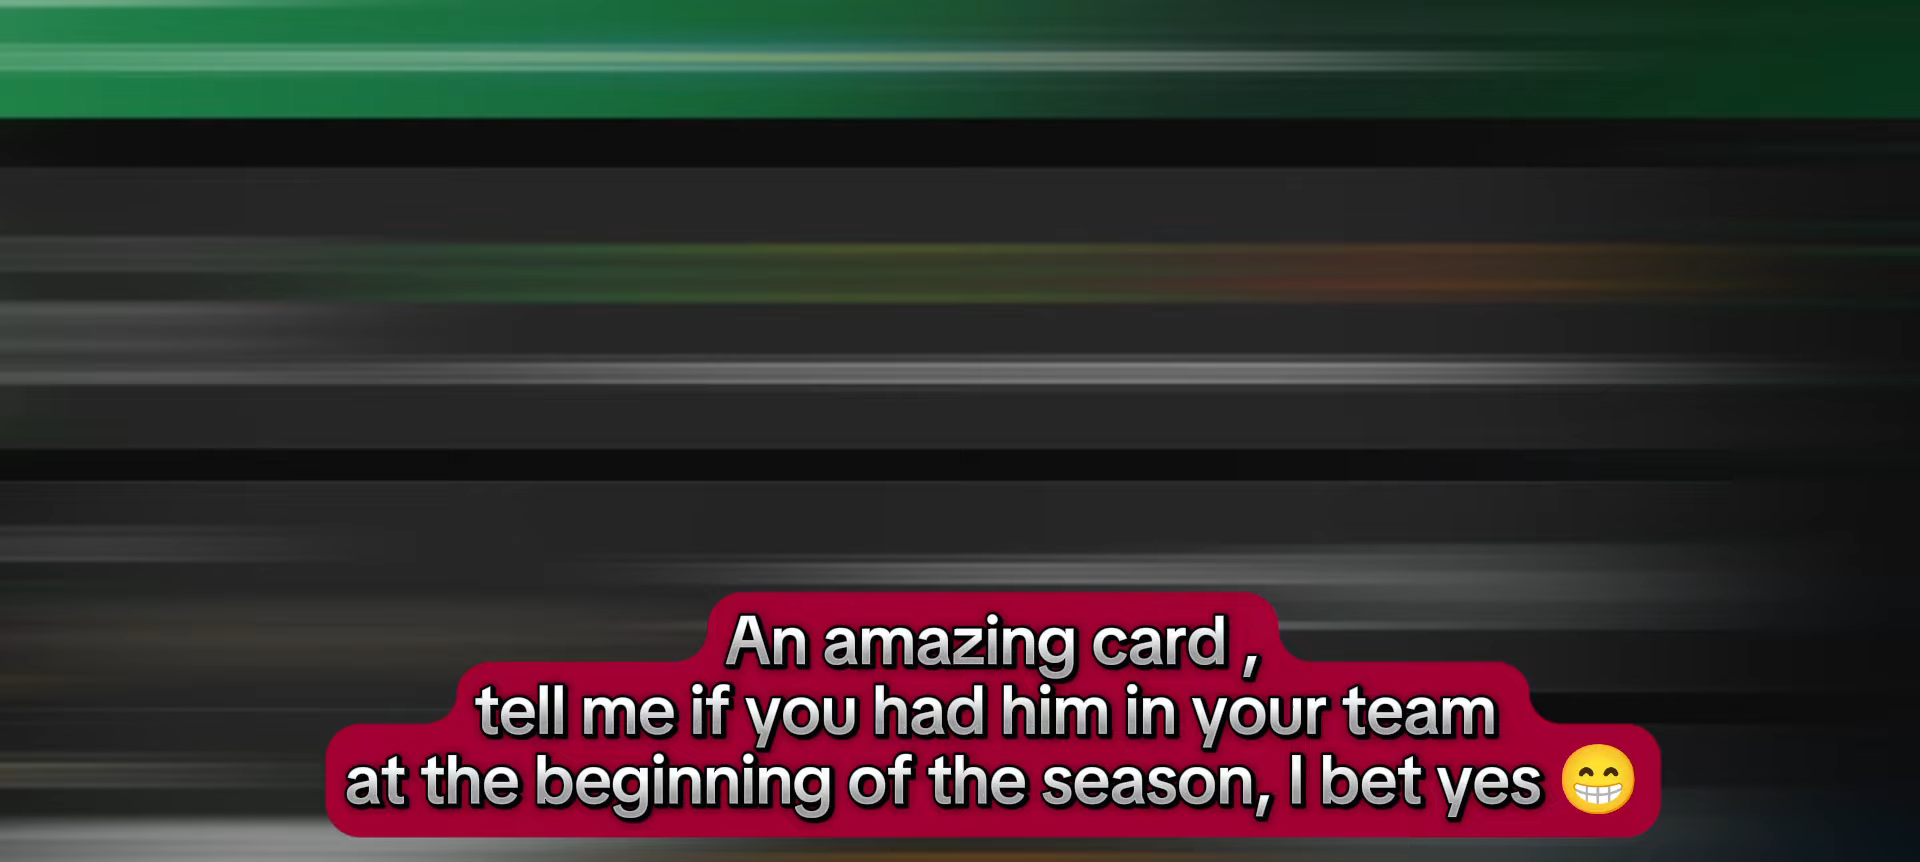 An amazing card ,
tell me if you had him in your team
at the beginning of the season, I bet yes 😁